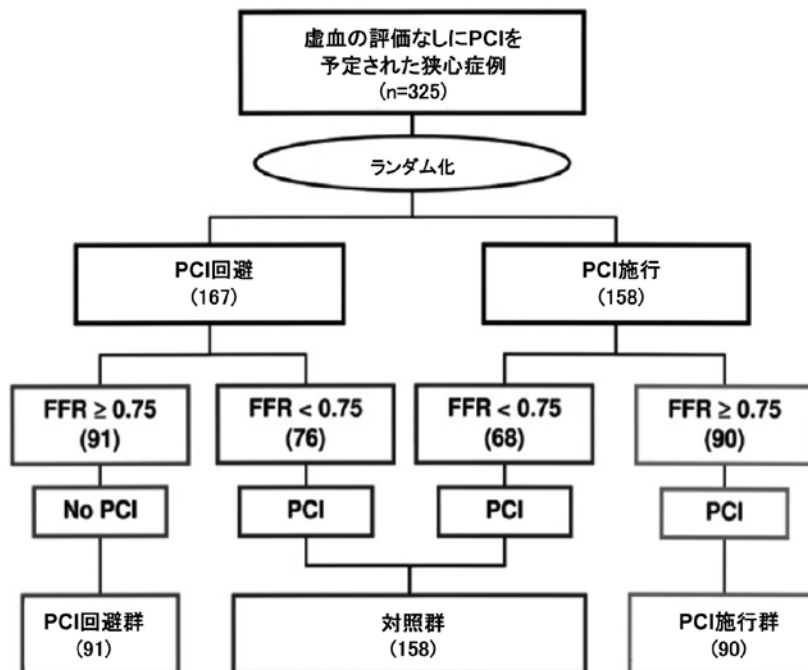 虚血の評価なしにPCIを
予定された狭心症例
(n=325)
ランダム化
PCI回避
(167)
PCI施行
(158)
FFR ≥ 0.75
(91)
FFR < 0.75
(76)
FFR < 0.75
(68)
FFR ≥ 0.75
(90)
No PCI
PCI
PCI
PCI
PCI回避群
(91)
対照群
(158)
PCI施行群
(90)